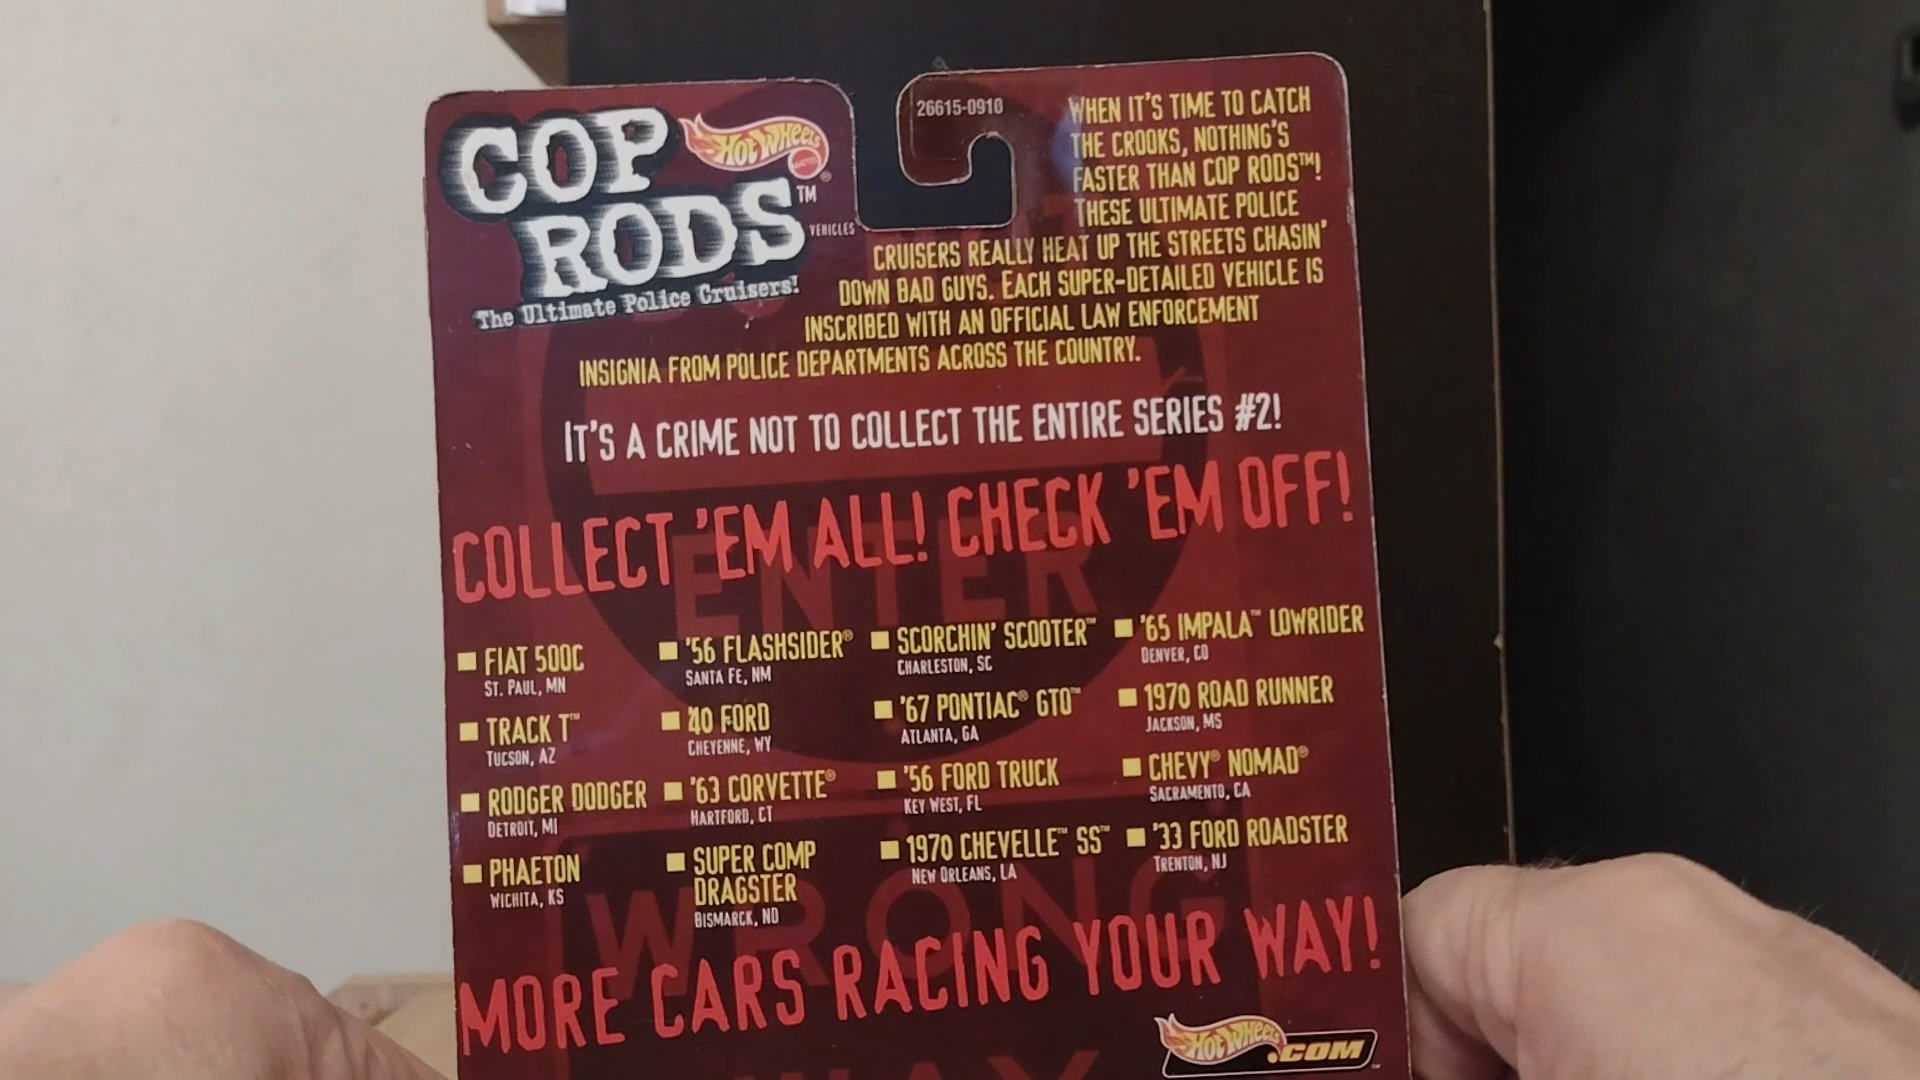 COP
RODS™
VEHICLES
The Ultimate Police Cruisers!
HOT WHEELS
MATTEL
®
26615-0910
WHEN IT'S TIME TO CATCH
THE CROOKS, NOTHING'S
FASTER THAN COP RODS™!
THESE ULTIMATE POLICE
CRUISERS REALLY HEAT UP THE STREETS CHASIN'
DOWN BAD GUYS. EACH SUPER-DETAILED VEHICLE IS
INSCRIBED WITH AN OFFICIAL LAW ENFORCEMENT
INSIGNIA FROM POLICE DEPARTMENTS ACROSS THE COUNTRY.
IT'S A CRIME NOT TO COLLECT THE ENTIRE SERIES #2!
COLLECT 'EM ALL! CHECK 'EM OFF!
ENTER
FIAT 500C
ST. PAUL, MN
TRACK T™
TUCSON, AZ
RODGER DODGER
DETROIT, MI
PHAETON
WICHITA, KS
'56 FLASHSIDER®
SANTA FE, NM
'40 FORD
CHEYENNE, WY
'63 CORVETTE®
HARTFORD, CT
SUPER COMP
DRAGSTER
BISMARCK, ND
SCORCHIN' SCOOTER™
CHARLESTON, SC
'67 PONTIAC® GTO™
ATLANTA, GA
'56 FORD TRUCK
KEY WEST, FL
1970 CHEVELLE™ SS™
NEW ORLEANS, LA
'65 IMPALA™ LOWRIDER
DENVER, CO
1970 ROAD RUNNER
JACKSON, MS
CHEVY® NOMAD®
SACRAMENTO, CA
'33 FORD ROADSTER
TRENTON, NJ
WRONG
MORE CARS RACING YOUR WAY!
WAY
HOT WHEELS
.COM™